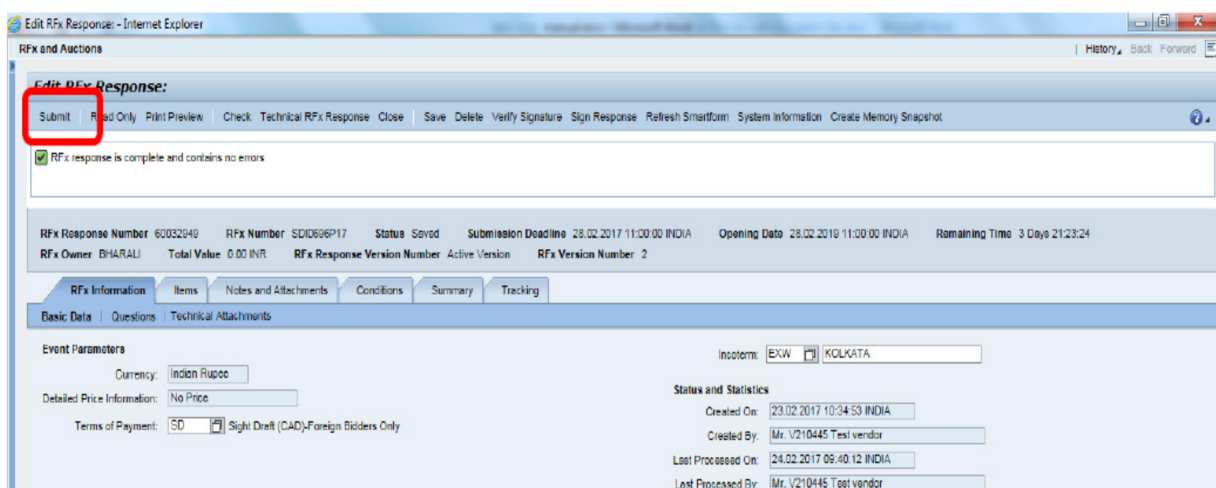 Edit RFx Response: - Internet Explorer
RFx and Auctions
History Back Forward
Edit RFx Response:
Submit Read Only Print Preview Check Technical RFx Response Close Save Delete Verify Signature Sign Response Refresh Smartform System Information Create Memory Snapshot
RFx response is complete and contains no errors
RFx Response Number 60032949 RFx Number SDI0696P17 Status Saved Submission Deadline 28.02.2017 11:00:00 INDIA Opening Date 28.02.2019 11:00:00 INDIA Remaining Time 3 Days 21:23:24
RFx Owner BHARALI Total Value 0.00 INR RFx Response Version Number Active Version RFx Version Number 2
RFx Information Items Notes and Attachments Conditions Summary Tracking
Basic Data Questions Technical Attachments
Event Parameters
Currency: Indian Rupee
Detailed Price Information: No Price
Terms of Payment: SD Sight Draft (CAD)-Foreign Bidders Only
Incoterm: EXW KOLKATA
Status and Statistics
Created On: 23.02.2017 10:34:53 INDIA
Created By: Mr. V210445 Test vendor
Last Processed On: 24.02.2017 09:40:12 INDIA
Last Processed By: Mr. V210445 Test vendor